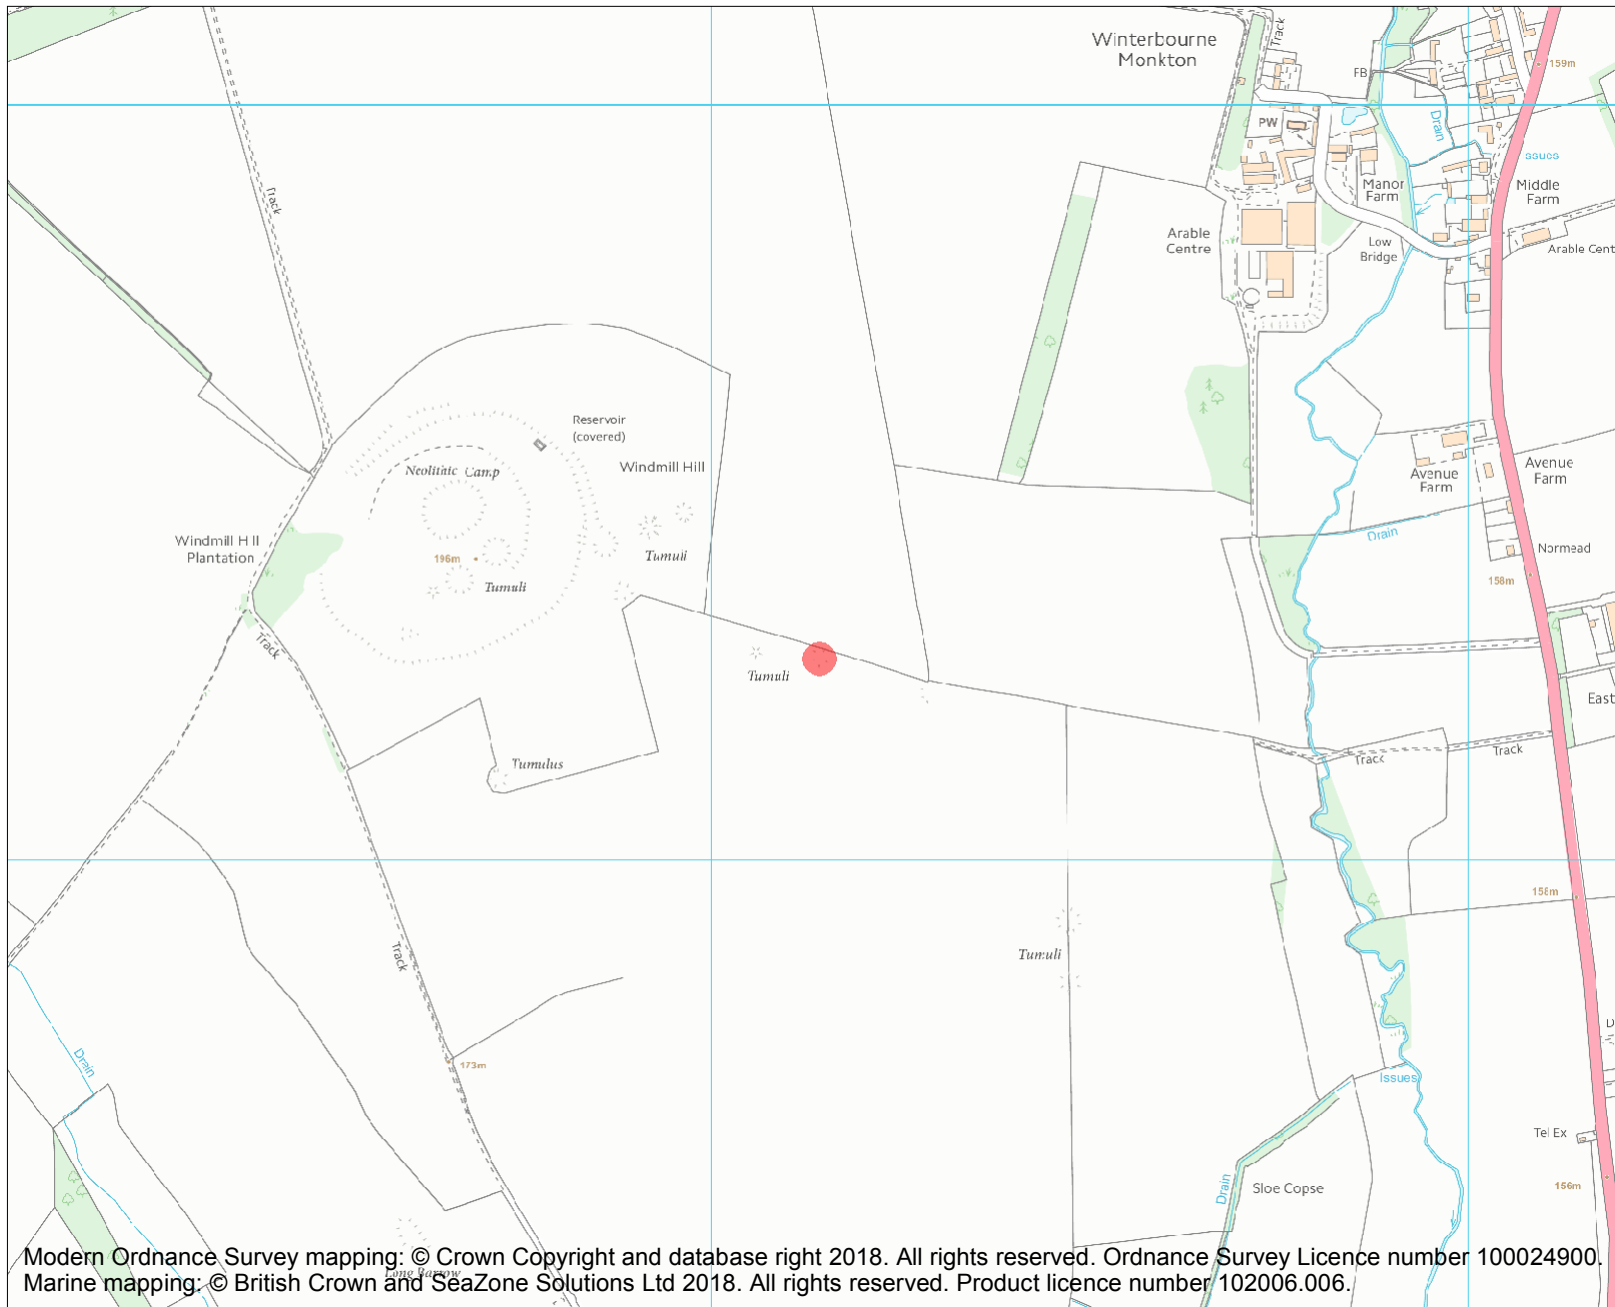 Winterbourne
Monkton
Track
159m
FB
PW
Drain
Issues
Manor
Farm
Middle
Farm
Track
Arable
Centre
Low
Bridge
Arable Cent
Reservoir
(covered)
Neolithic Camp
Windmill Hill
Avenue
Farm
Avenue
Farm
Windmill Hill
Plantation
196m
Tumuli
Tumuli
Drain
Normead
158m
Track
Tumuli
East
Tumulus
Track
Track
158m
Track
Tumuli
Drain
173m
Issues
Tel Ex
Drain
Sloe Copse
156m
Modern Ordnance Survey mapping: © Crown Copyright and database right 2018. All rights reserved. Ordnance Survey Licence number 100024900.
Long Barrow
Marine mapping: © British Crown and SeaZone Solutions Ltd 2018. All rights reserved. Product licence number 102006.006.